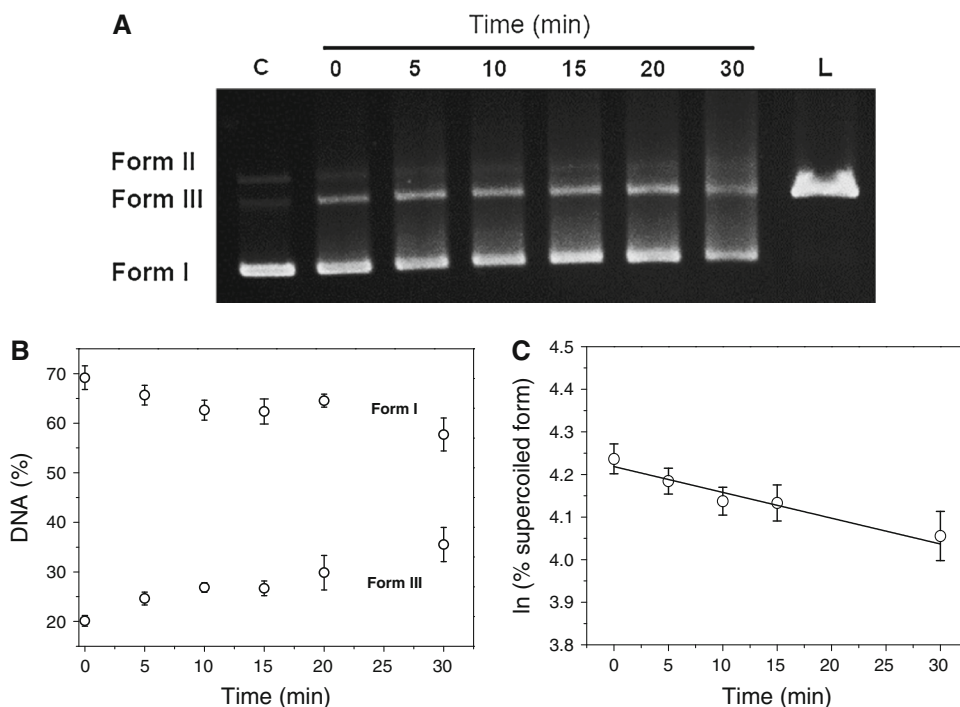 A
Time (min)
C 0 5 10 15 20 30 L
Form II
Form III
Form I
B
70
60
50
40
30
20
DNA (%)
Form I
Form III
0 5 10 15 20 25 30
Time (min)
C
4.5
4.4
4.3
4.2
4.1
4.0
3.9
3.8
ln (% supercoiled form)
0 5 10 15 20 25 30
Time (min)